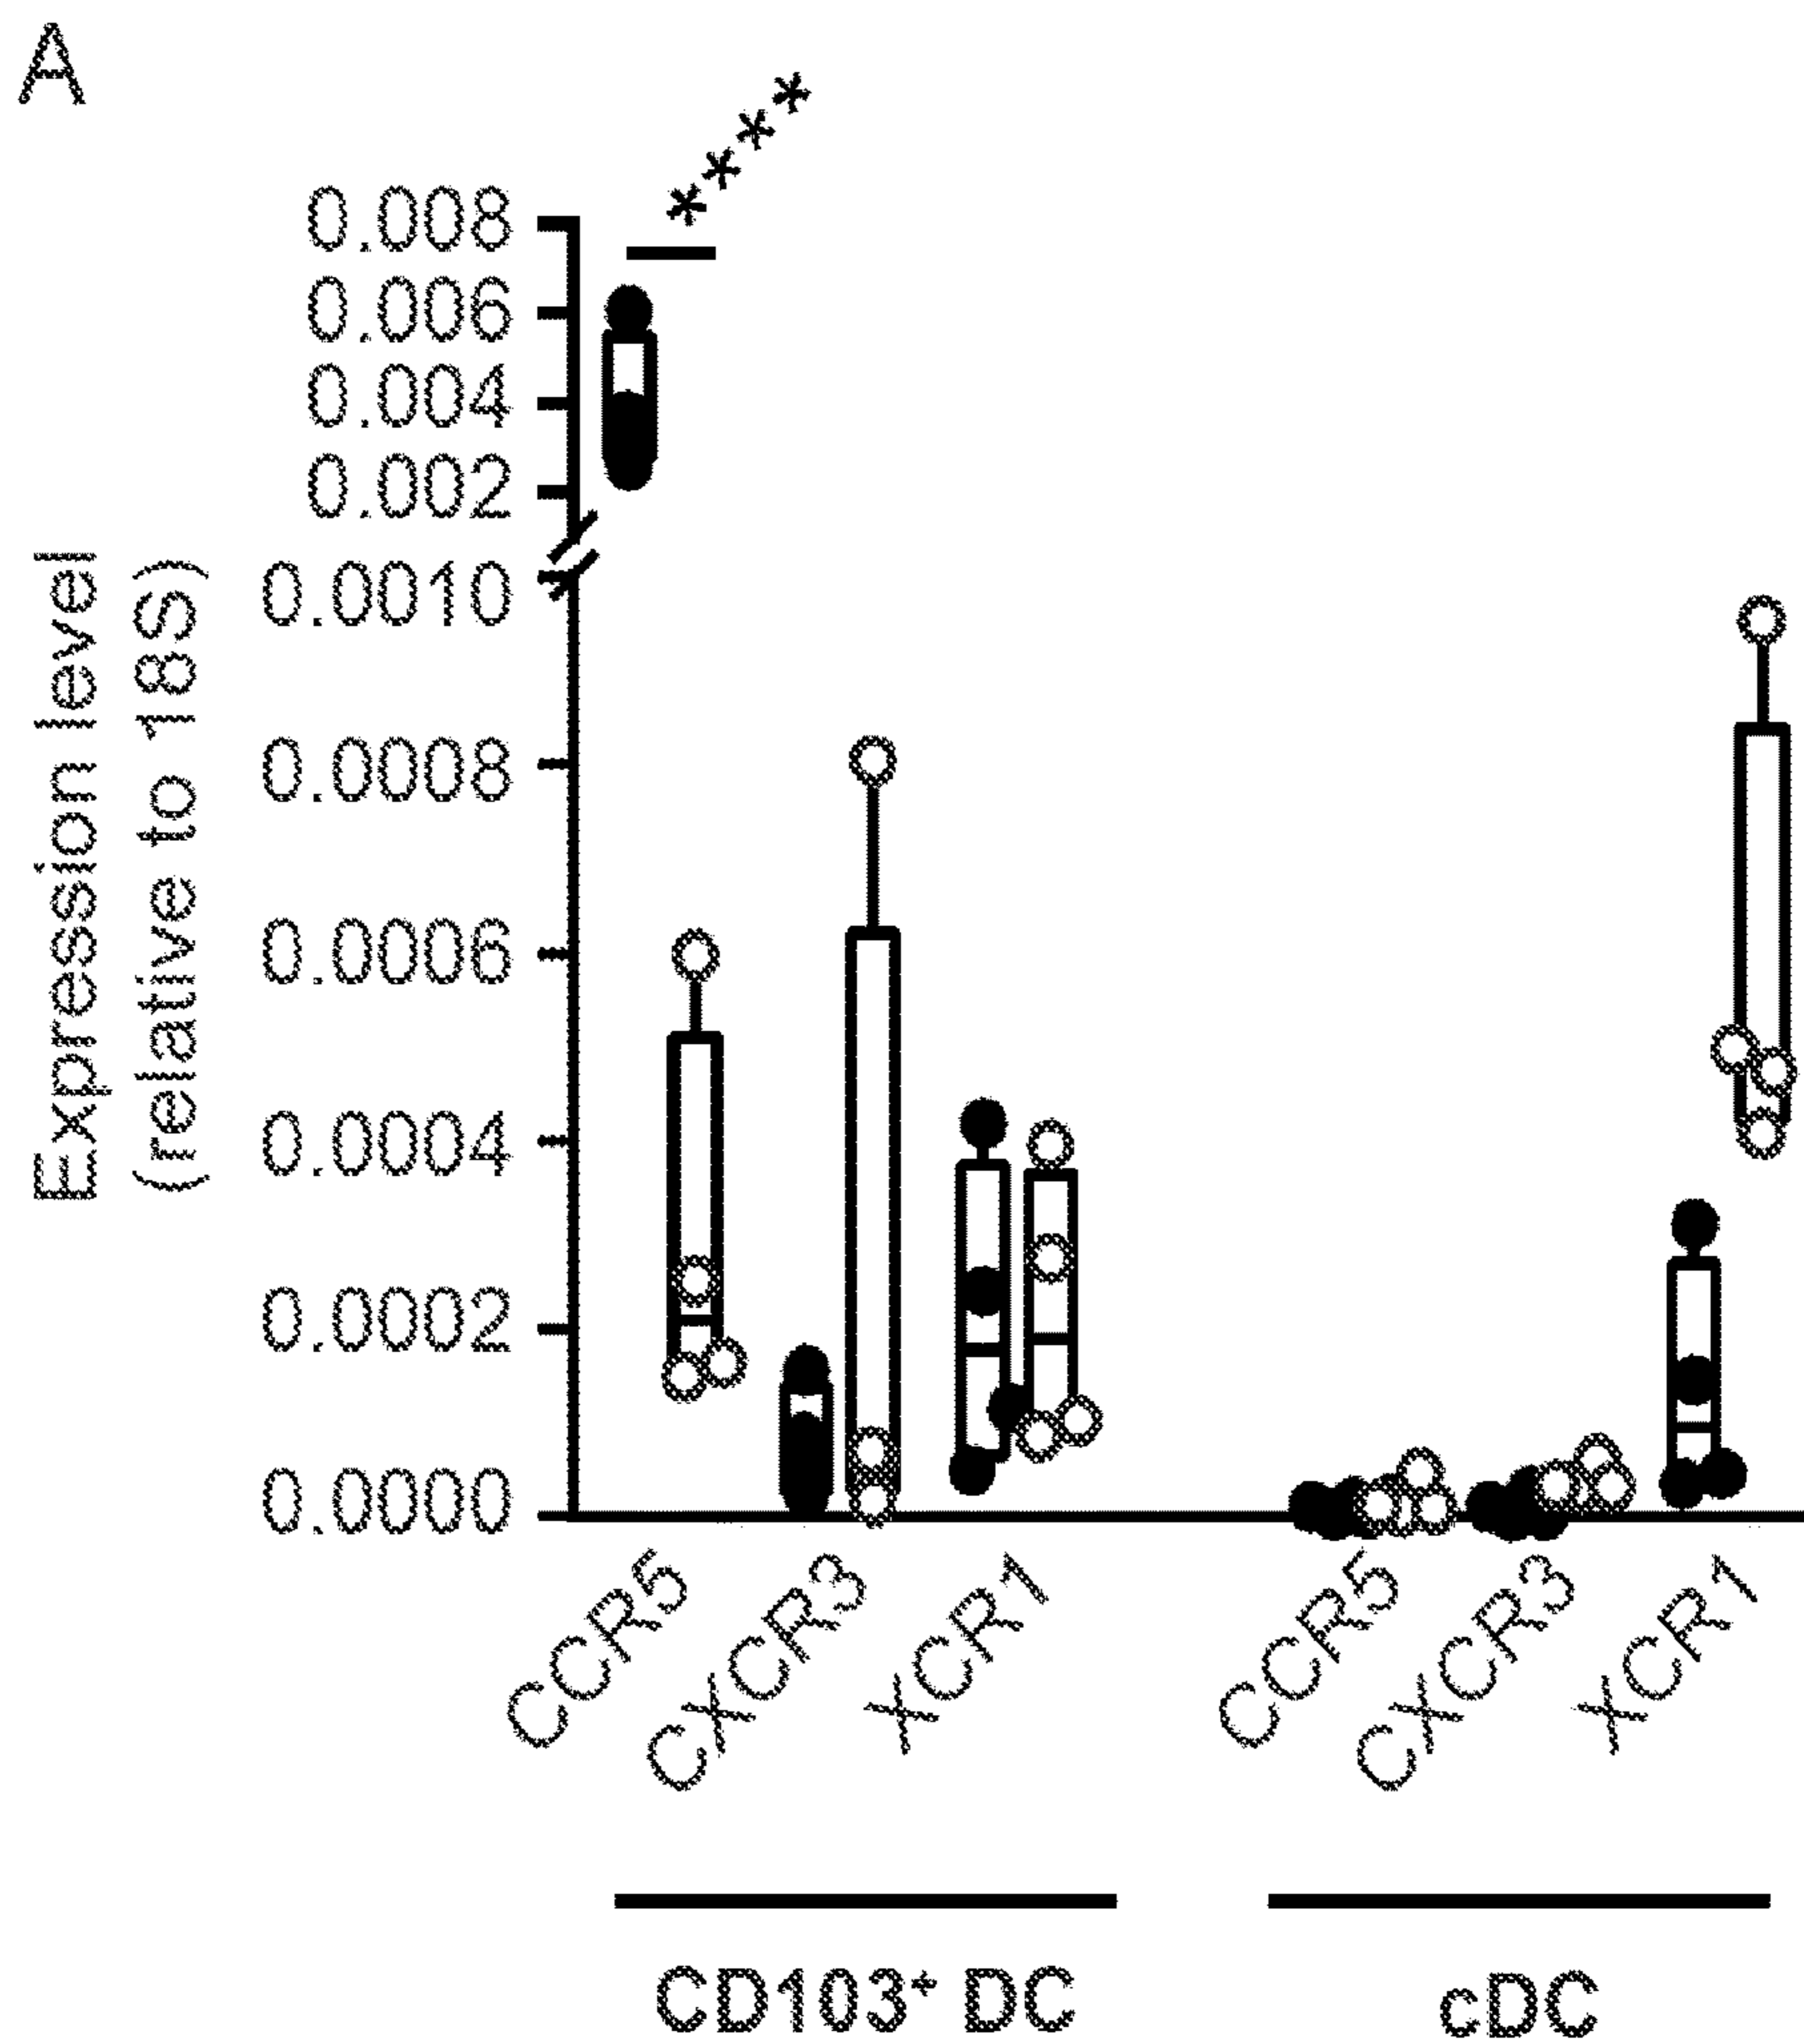 A
****
0.008
0.006
0.004
0.002
0.0010
0.0008
0.0006
0.0004
0.0002
0.0000
Expression level
(relative to 18S)
CCR5
CXCR3
XCR1
CCR5
CXCR3
XCR1
CD103⁺ DC
cDC